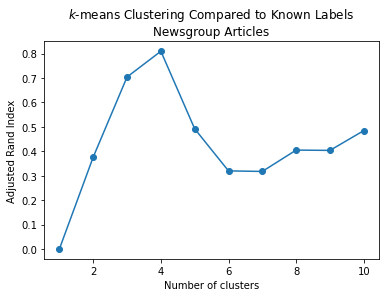 k-means Clustering Compared to Known Labels
Newsgroup Articles
Adjusted Rand Index
0.8
0.7
0.6
0.5
0.4
0.3
0.2
0.1
0.0
2 4 6 8 10
Number of clusters